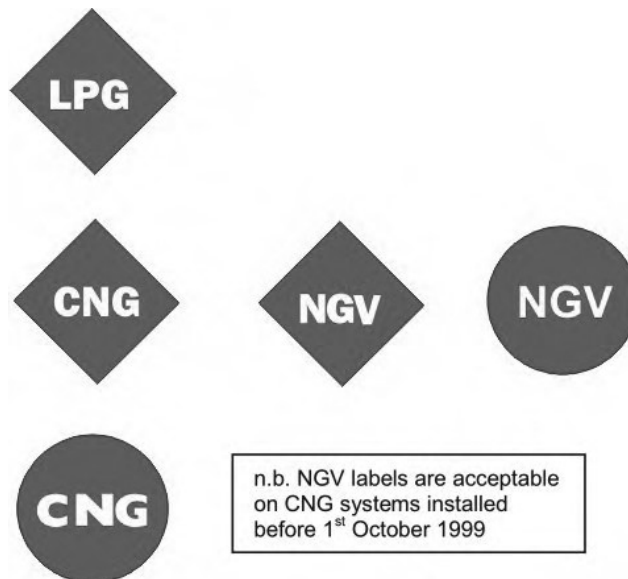 LPG
CNG
NGV
NGV
CNG
n.b. NGV labels are acceptable
on CNG systems installed
before 1st October 1999